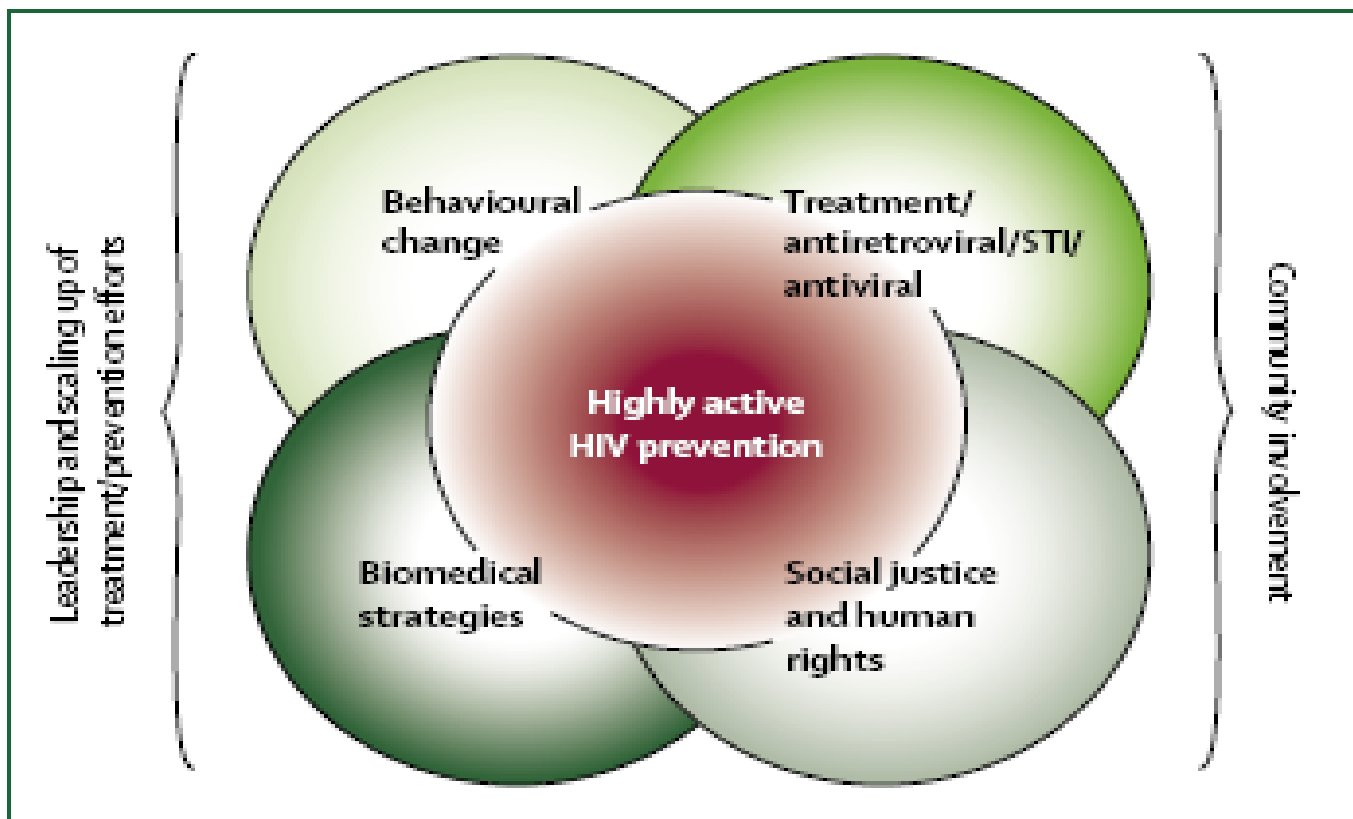 Leadership and scaling up of
treatment/prevention efforts
Behavioural
change
Treatment/
antiretroviral/STI/
antiviral
Highly active
HIV prevention
Biomedical
strategies
Social justice
and human
rights
Community involvement